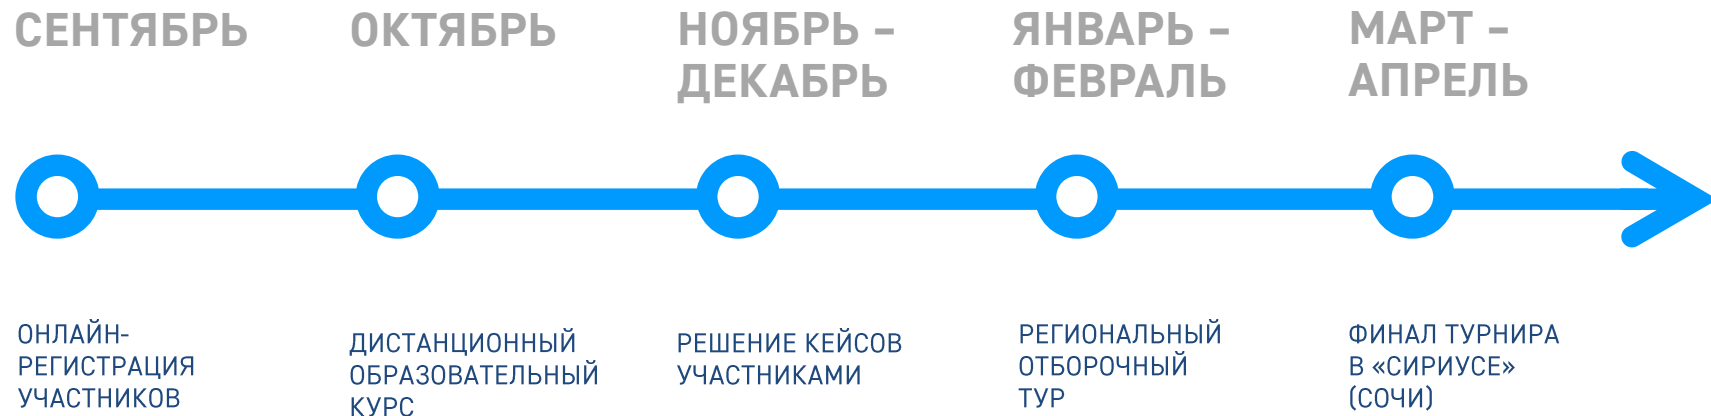 СЕНТЯБРЬ
ОКТЯБРЬ
НОЯБРЬ –
ДЕКАБРЬ
ЯНВАРЬ –
ФЕВРАЛЬ
МАРТ –
АПРЕЛЬ
ОНЛАЙН-
РЕГИСТРАЦИЯ
УЧАСТНИКОВ
ДИСТАНЦИОННЫЙ
ОБРАЗОВАТЕЛЬНЫЙ
КУРС
РЕШЕНИЕ КЕЙСОВ
УЧАСТНИКАМИ
РЕГИОНАЛЬНЫЙ
ОТБОРОЧНЫЙ
ТУР
ФИНАЛ ТУРНИРА
В «СИРИУСЕ»
(СОЧИ)